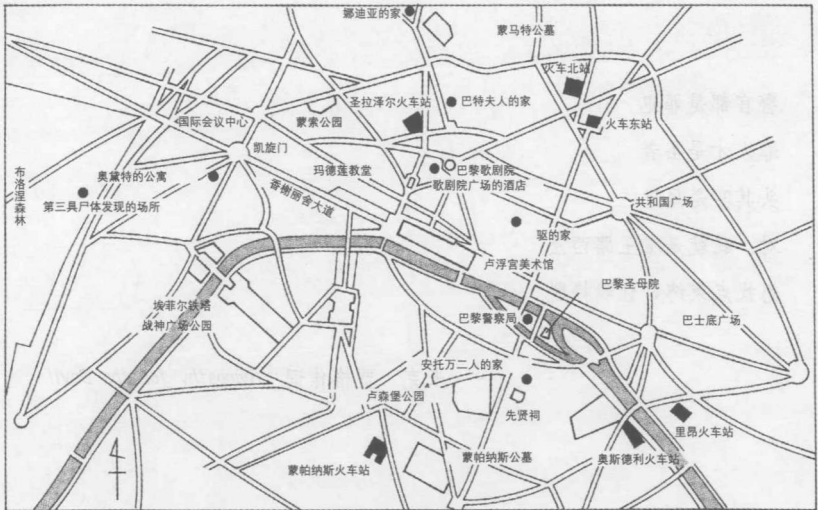 娜迪亚的家
蒙马特公墓
火车北站
圣拉泽尔火车站
巴特夫人的家
国际会议中心
蒙索公园
火车东站
凯旋门
玛德莲教堂
巴黎歌剧院
歌剧院广场的酒店
奥黛特的公寓
布洛涅森林
第三具尸体发现的场所
香榭丽舍大道
共和国广场
驱的家
卢浮宫美术馆
巴黎圣母院
埃菲尔铁塔
战神广场公园
巴黎警察局
巴士底广场
安托万二人的家
卢森堡公园
先贤祠
里昂火车站
蒙帕纳斯火车站
蒙帕纳斯公墓
奥斯德利火车站